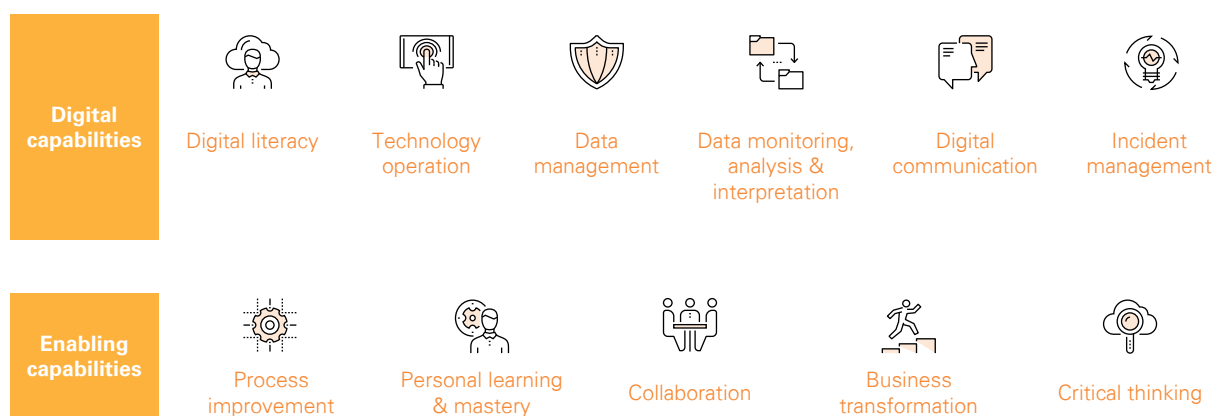 Digital
capabilities
Digital literacy
Technology
operation
Data
management
Data monitoring,
analysis &
interpretation
Digital
communication
Incident
management
Enabling
capabilities
Process
improvement
Personal learning
& mastery
Collaboration
Business
transformation
Critical thinking